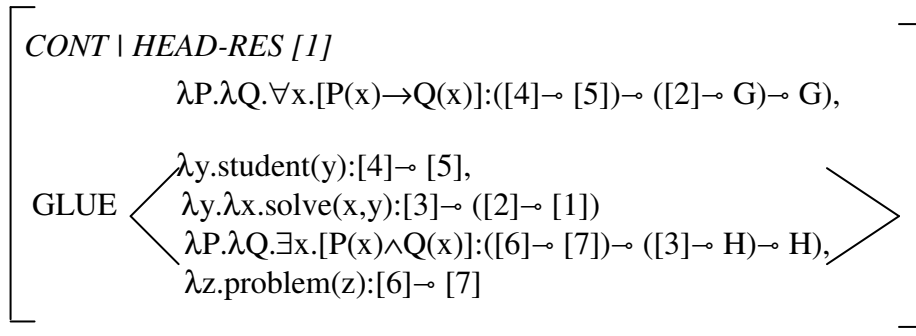 CONT | HEAD-RES [1]
λP.λQ.∀x.[P(x)→Q(x)]:([4]⊸ [5])⊸ ([2]⊸ G)⊸ G),
λy.student(y):[4]⊸ [5],
GLUE λy.λx.solve(x,y):[3]⊸ ([2]⊸ [1])
λP.λQ.∃x.[P(x)∧Q(x)]:([6]⊸ [7])⊸ ([3]⊸ H)⊸ H),
λz.problem(z):[6]⊸ [7]